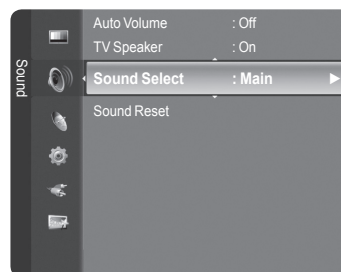 Sound
Auto Volume : Off
TV Speaker : On
Sound Select : Main
Sound Reset